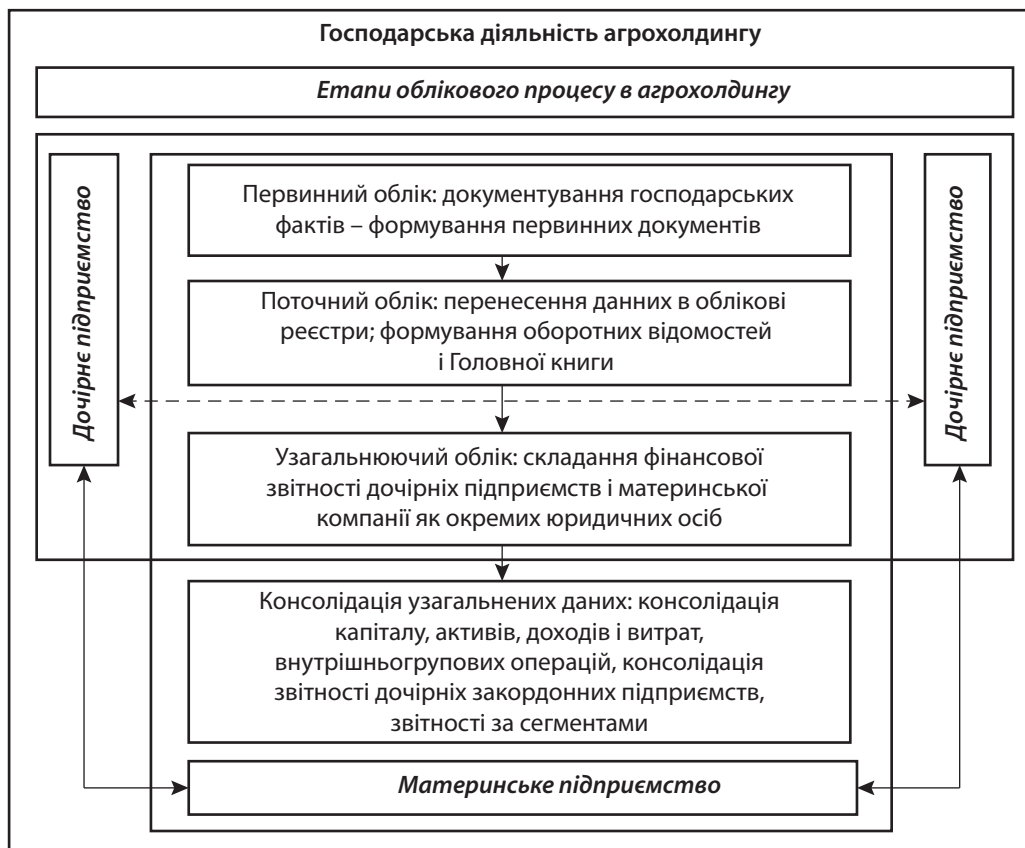 Господарська діяльність агрохолдингу
Етапи облікового процесу в агрохолдингу
Дочірнє підприємство
Первинний облік: документування господарських
фактів – формування первинних документів
Поточний облік: перенесення данних в облікові
реєстри; формування оборотних відомостей
і Головної книги
Узагальнюючий облік: складання фінансової
звітності дочірніх підприємств і материнської
компанії як окремих юридичних осіб
Дочірнє підприємство
Консолідація узагальнених даних: консолідація
капіталу, активів, доходів і витрат,
внутрішньогрупових операцій, консолідація
звітності дочірніх закордонних підприємств,
звітності за сегментами
Материнське підприємство